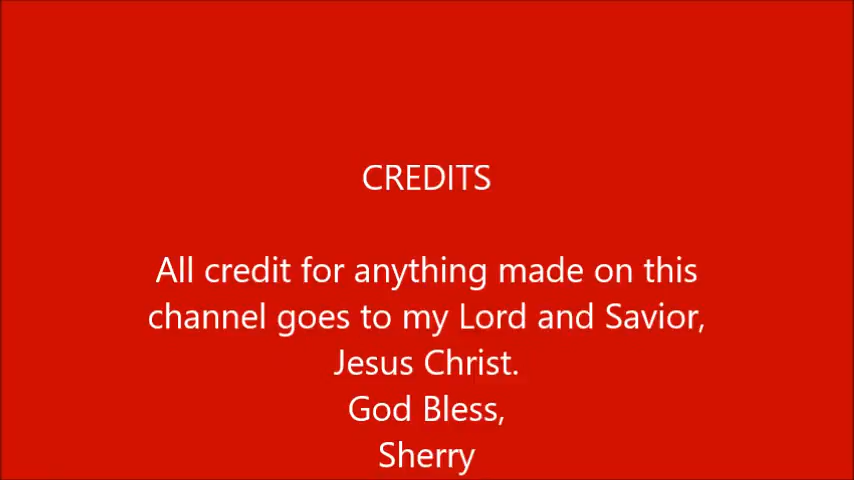 CREDITS
All credit for anything made on this
channel goes to my Lord and Savior,
Jesus Christ.
God Bless,
Sherry